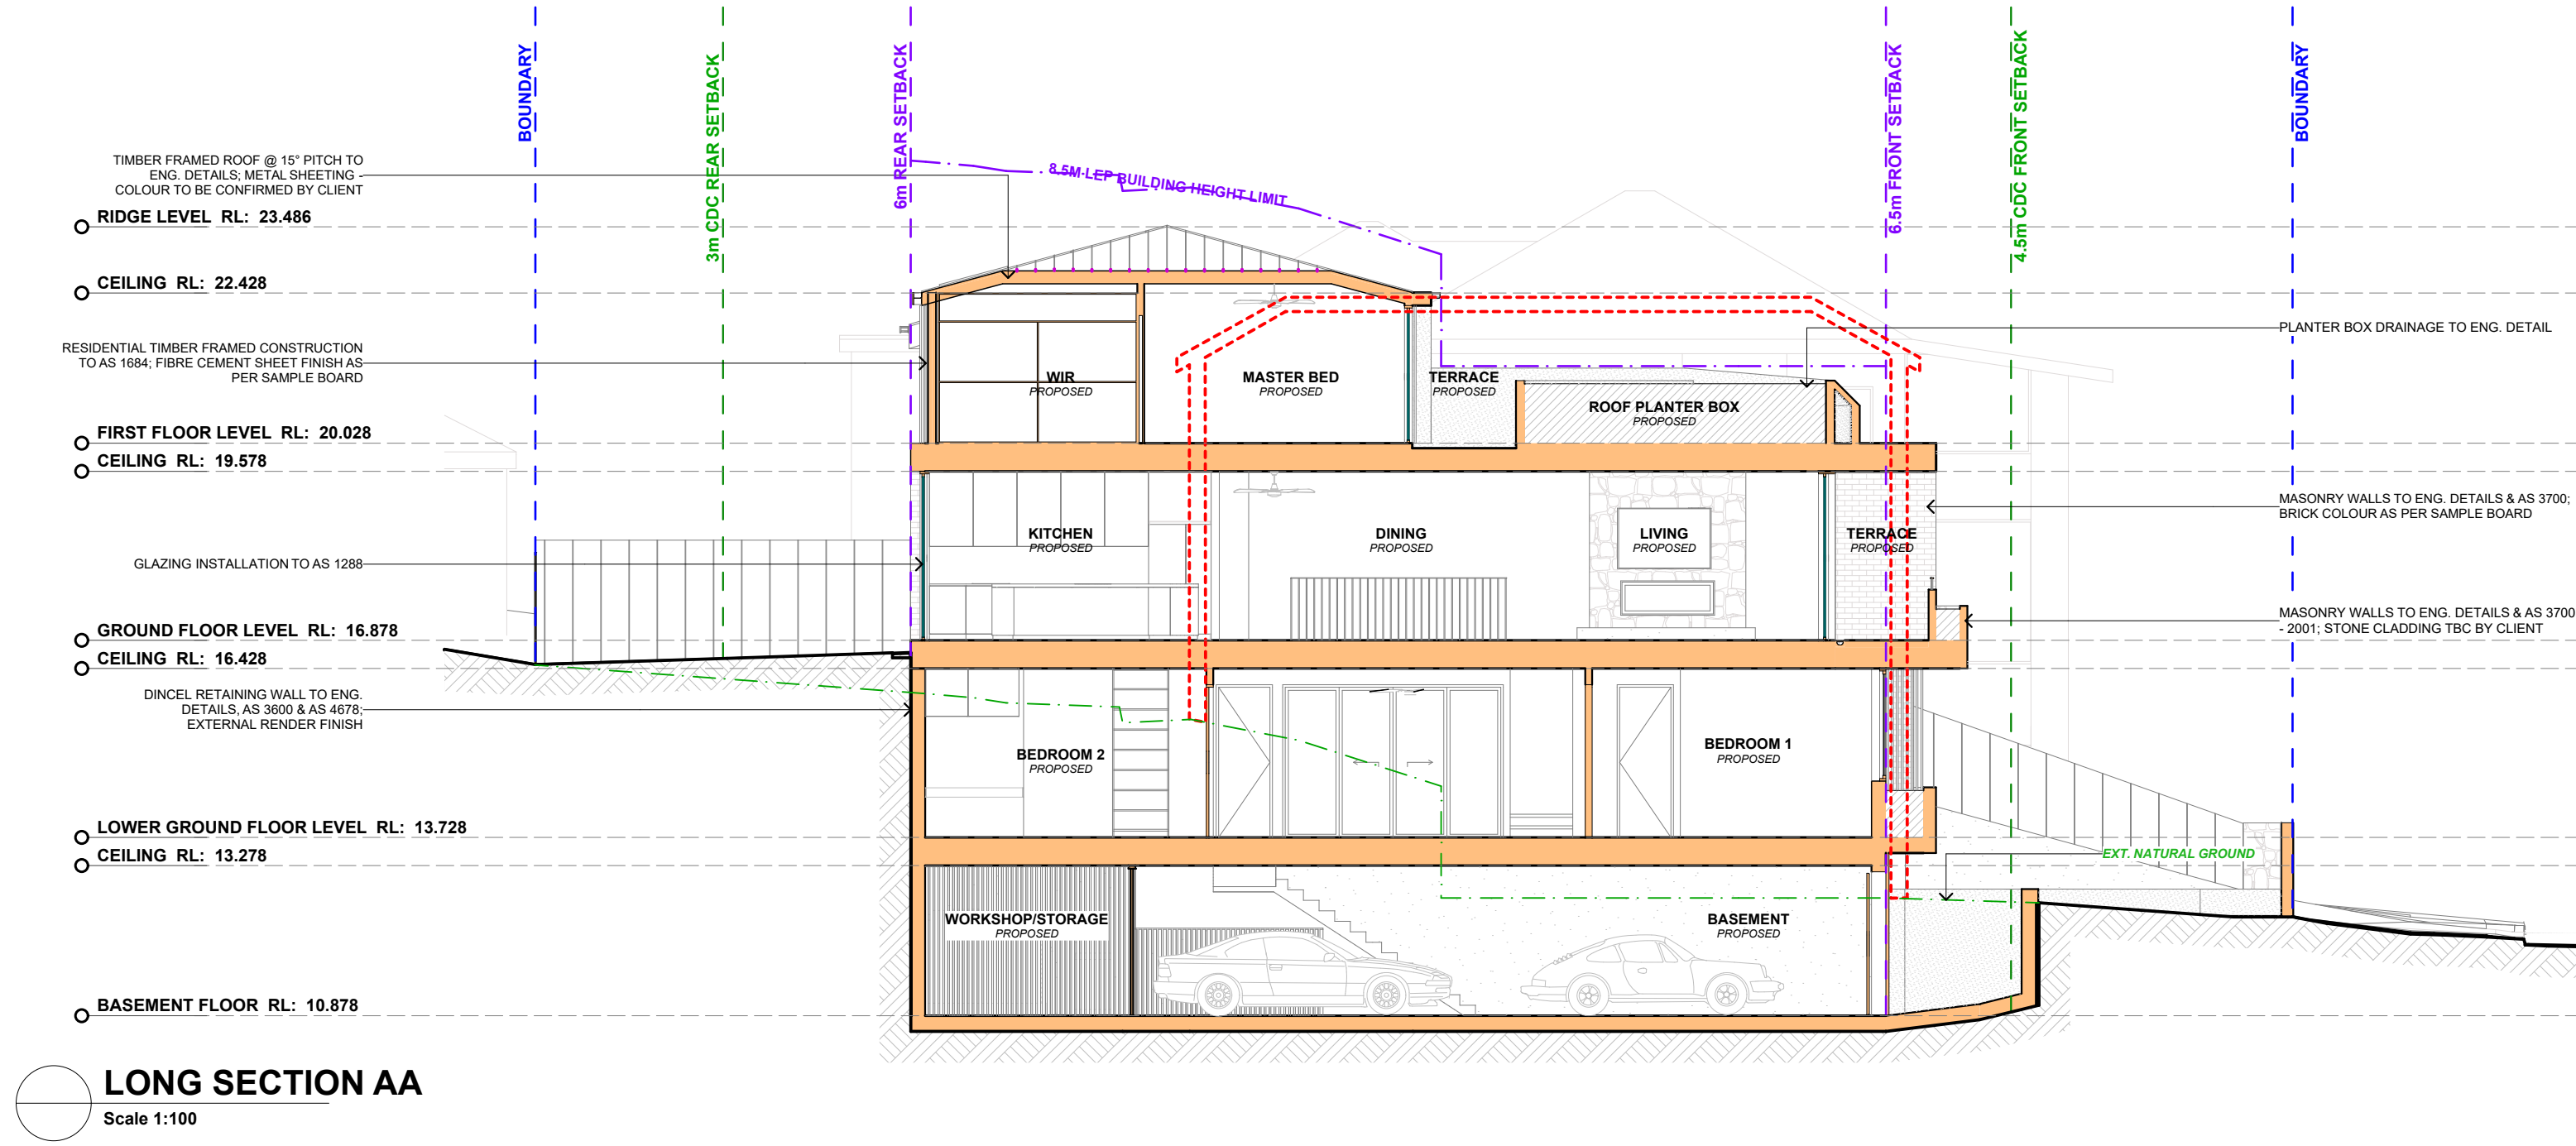 BOUNDARY
3m CDC REAR SETBACK
6m REAR SETBACK
6.5m FRONT SETBACK
4.5m CDC FRONT SETBACK
BOUNDARY
8.5M LEP BUILDING HEIGHT LIMIT
TIMBER FRAMED ROOF @ 15° PITCH TO
ENG. DETAILS; METAL SHEETING -
COLOUR TO BE CONFIRMED BY CLIENT
RIDGE LEVEL RL: 23.486
CEILING RL: 22.428
RESIDENTIAL TIMBER FRAMED CONSTRUCTION
TO AS 1684; FIBRE CEMENT SHEET FINISH AS
PER SAMPLE BOARD
FIRST FLOOR LEVEL RL: 20.028
CEILING RL: 19.578
GLAZING INSTALLATION TO AS 1288
GROUND FLOOR LEVEL RL: 16.878
CEILING RL: 16.428
DINCEL RETAINING WALL TO ENG.
DETAILS, AS 3600 & AS 4678;
EXTERNAL RENDER FINISH
LOWER GROUND FLOOR LEVEL RL: 13.728
CEILING RL: 13.278
BASEMENT FLOOR RL: 10.878
WIR
PROPOSED
MASTER BED
PROPOSED
TERRACE
PROPOSED
ROOF PLANTER BOX
PROPOSED
KITCHEN
PROPOSED
DINING
PROPOSED
LIVING
PROPOSED
TERRACE
PROPOSED
BEDROOM 2
PROPOSED
BEDROOM 1
PROPOSED
WORKSHOP/STORAGE
PROPOSED
BASEMENT
PROPOSED
PLANTER BOX DRAINAGE TO ENG. DETAIL
MASONRY WALLS TO ENG. DETAILS & AS 3700;
BRICK COLOUR AS PER SAMPLE BOARD
MASONRY WALLS TO ENG. DETAILS & AS 3700
- 2001; STONE CLADDING TBC BY CLIENT
EXT. NATURAL GROUND
LONG SECTION AA
Scale 1:100